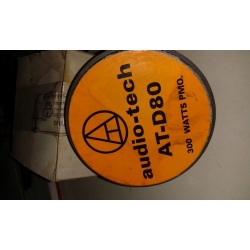 audio-tech
AT-D80
300 WATTS PMO.